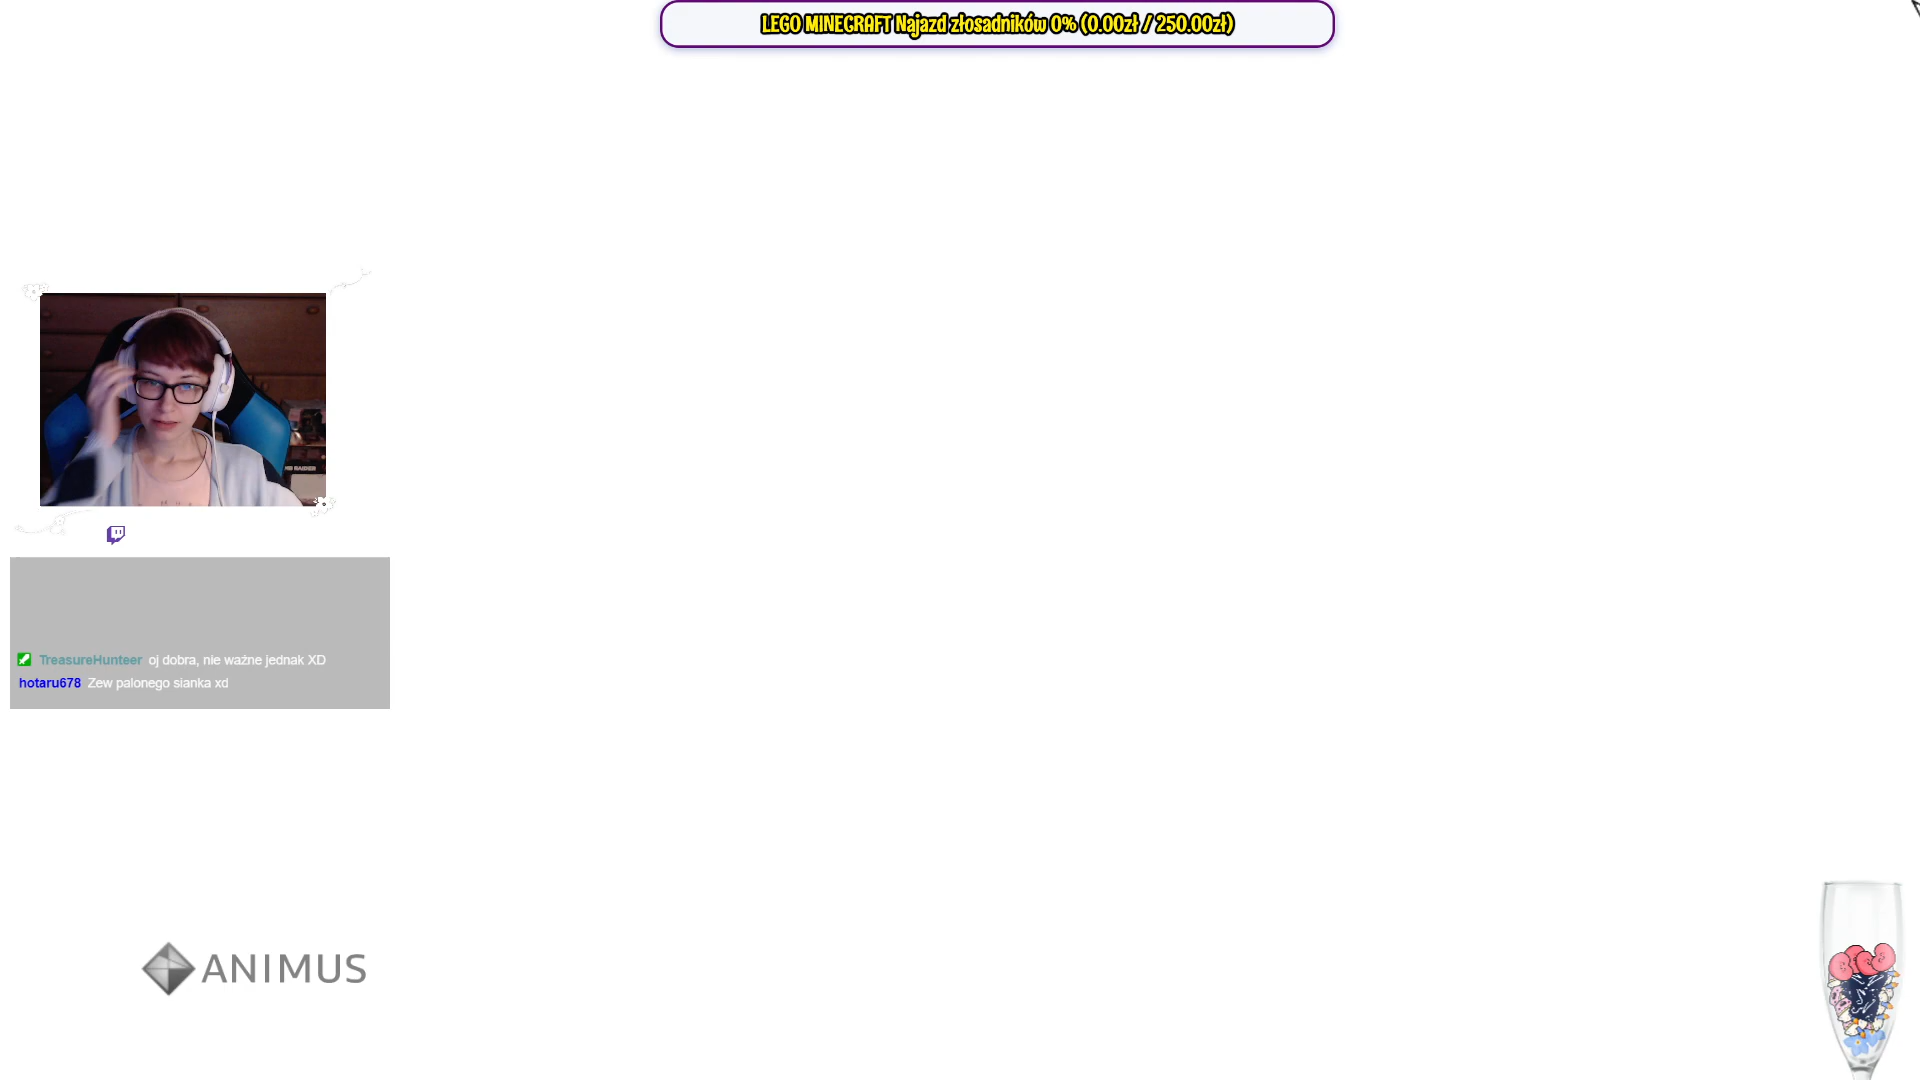 LEGO MINECRAFT Najazd złosadników 0% (0.00zł / 250.00zł)
TreasureHunteer oj dobra, nie ważne jednak XD
hotaru678 Zew palonego sianka xd
ANIMUS